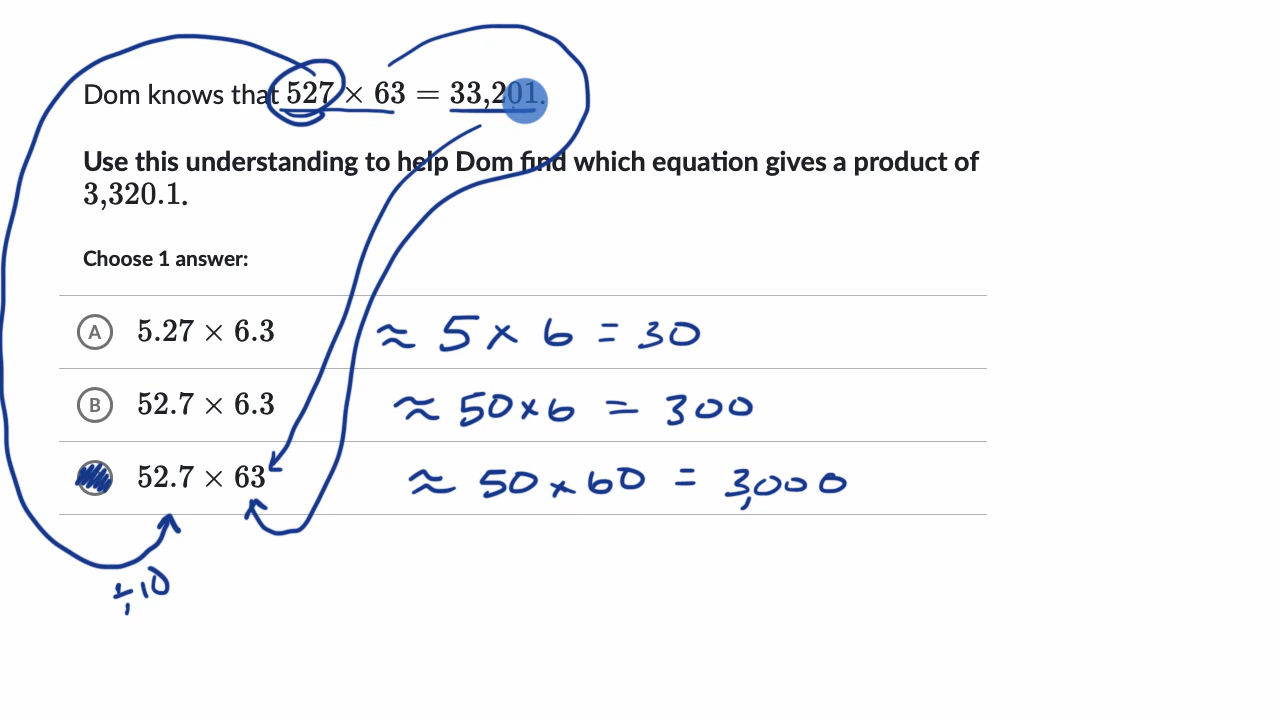 Dom knows that 527 × 63 = 33,201.
Use this understanding to help Dom find which equation gives a product of
3,320.1.
Choose 1 answer:
A 5.27 × 6.3 ≈ 5 × 6 = 30
B 52.7 × 6.3 ≈ 50 × 6 = 300
52.7 × 63 ≈ 50 × 60 = 3,000
÷10